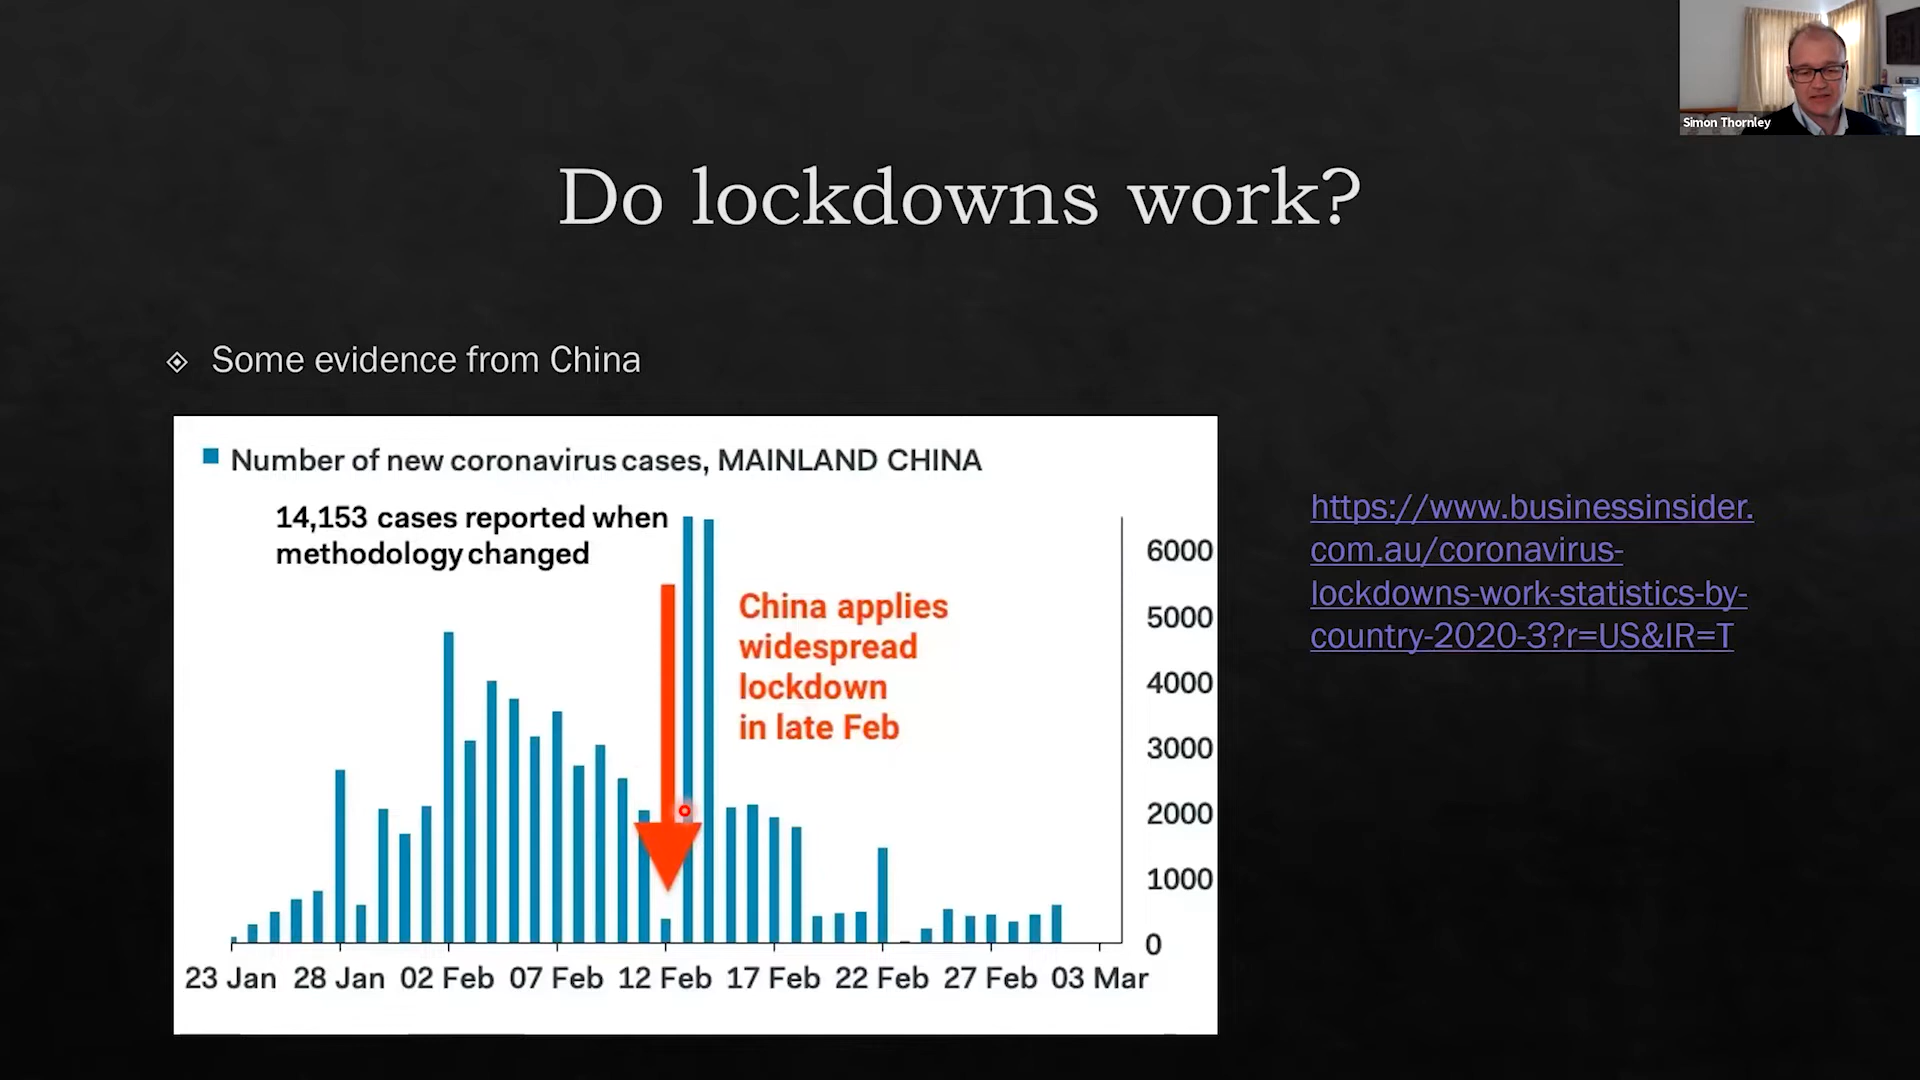 Simon Thornley
Do lockdowns work?
Some evidence from China
Number of new coronavirus cases, MAINLAND CHINA
14,153 cases reported when
methodology changed
China applies
widespread
lockdown
in late Feb
6000
5000
4000
3000
2000
1000
0
23 Jan 28 Jan 02 Feb 07 Feb 12 Feb 17 Feb 22 Feb 27 Feb 03 Mar
https://www.businessinsider.
com.au/coronavirus-
lockdowns-work-statistics-by-
country-2020-3?r=US&IR=T